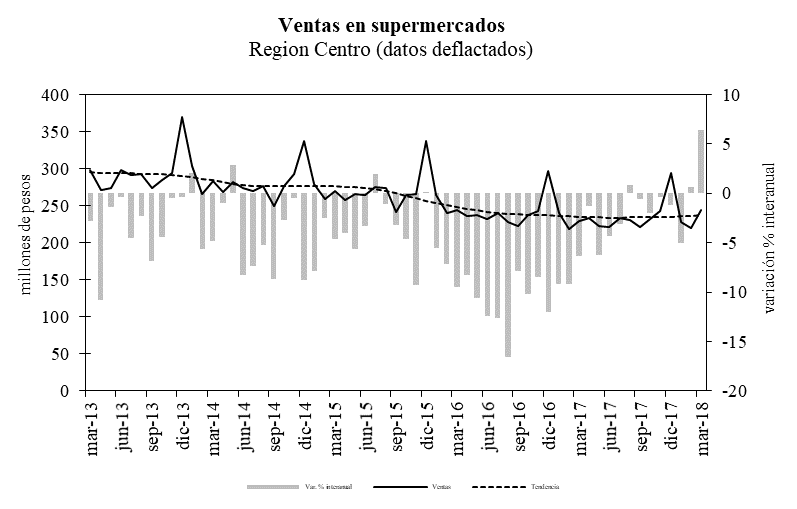 Ventas en supermercados
Region Centro (datos deflactados)
400
350
300
250
200
150
100
50
0
millones de pesos
10
5
0
-5
-10
-15
-20
variación % interanual
mar-13
jun-13
sep-13
dic-13
mar-14
jun-14
sep-14
dic-14
mar-15
jun-15
sep-15
dic-15
mar-16
jun-16
sep-16
dic-16
mar-17
jun-17
sep-17
dic-17
mar-18
Var. % interanual
Ventas
Tendencia